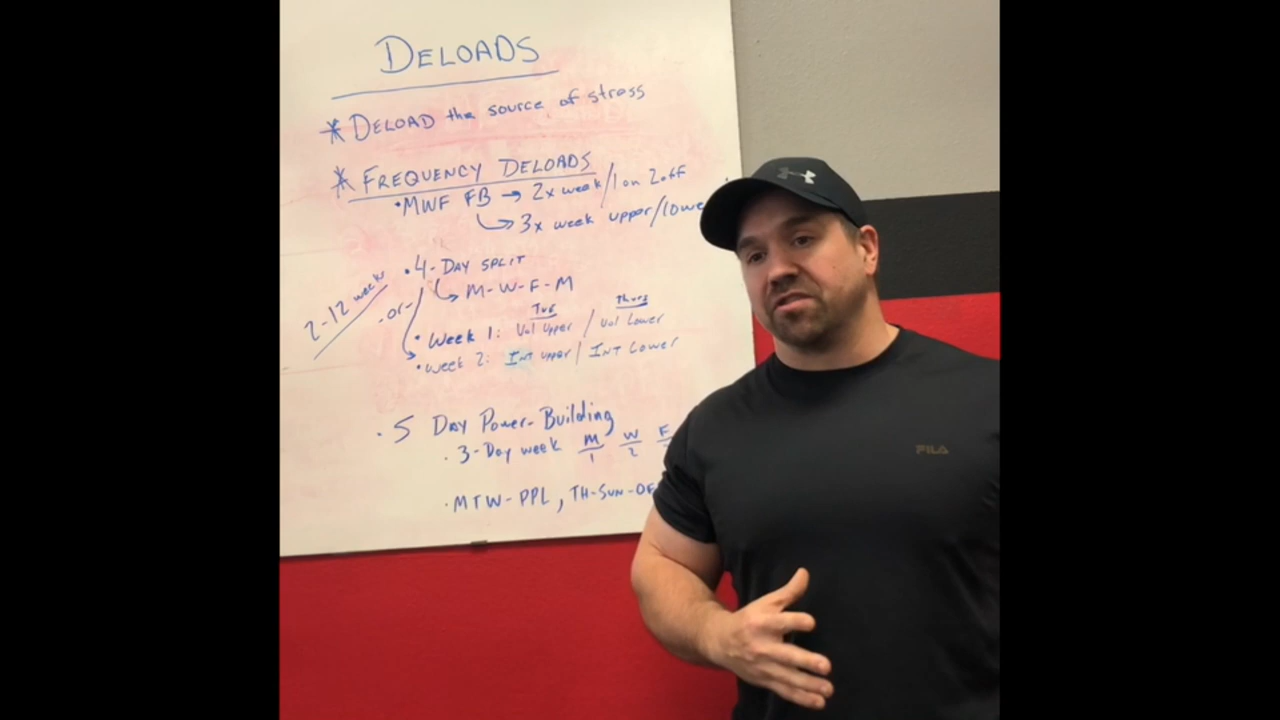 DELOADS
* DELOAD the source of stress
* FREQUENCY DELOADS
• MWF FB → 2x week/1 on 2 off
↳ 3x week upper/lowe
• 4-DAY SPLIT
↳ M-W-F-M
2-12 weeks
-or-
Tue Thurs
• Week 1: Vol Upper / Vol Lower
• Week 2: INT upper / INT Lower
• 5 DAY Power-Building
• 3-Day week M W F
1 2
• MTW-PPL, TH-SUN-OF
FILA